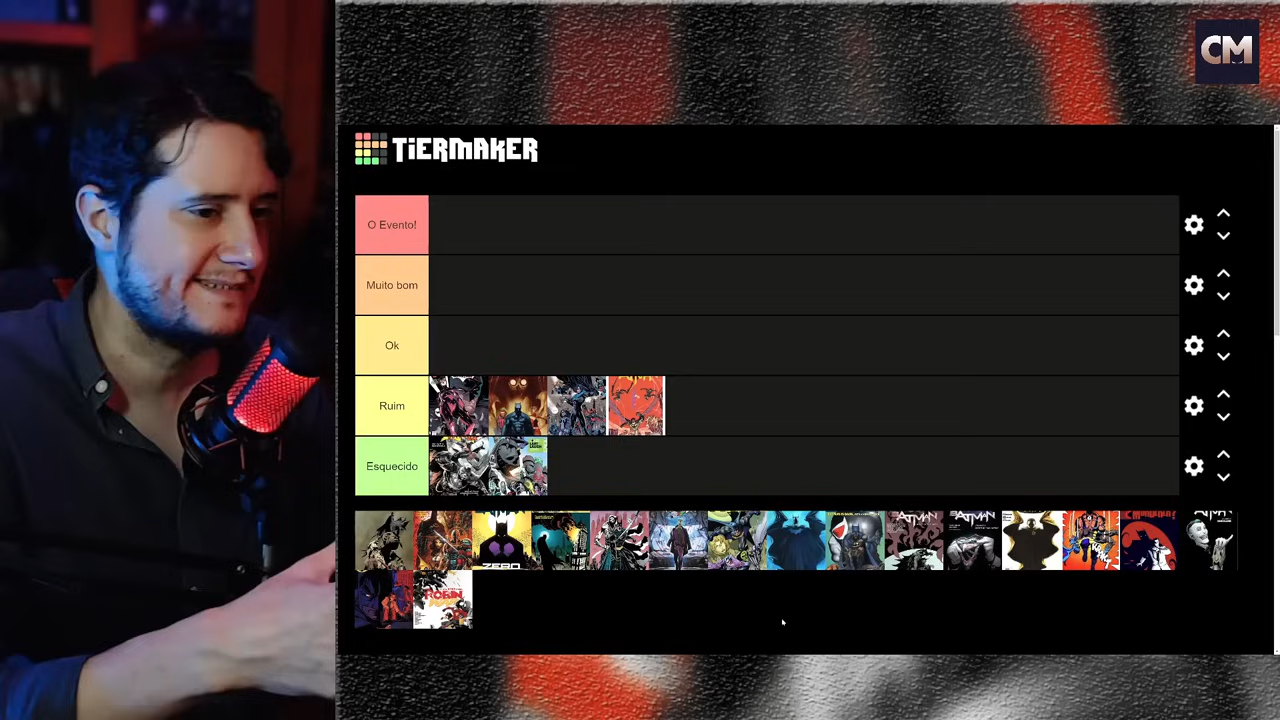 CM
TiERMAKER
O Evento!
Muito bom
Ok
Ruim
Esquecido
ZERO
BATMAN
BATMAN
ROBIN